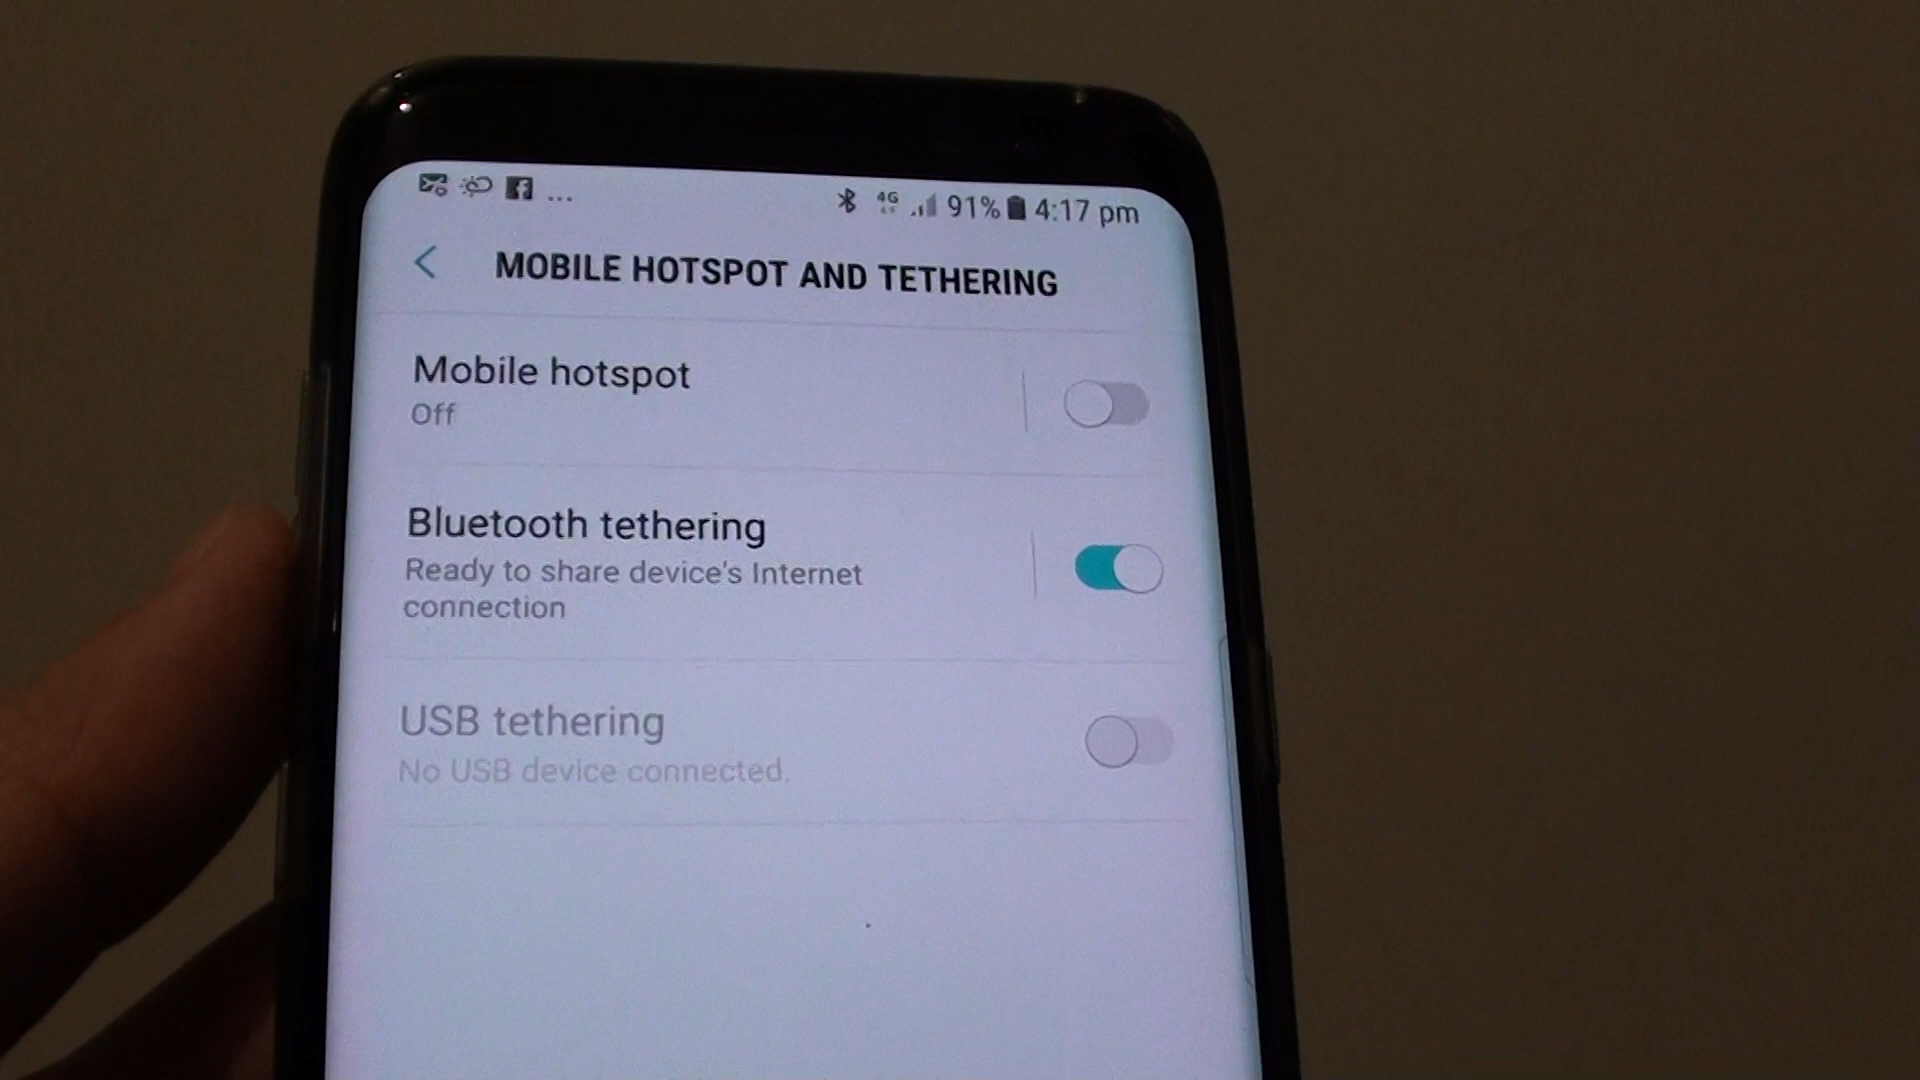 ... 4G 91% 4:17 pm
MOBILE HOTSPOT AND TETHERING
Mobile hotspot
Off
Bluetooth tethering
Ready to share device's Internet
connection
USB tethering
No USB device connected.